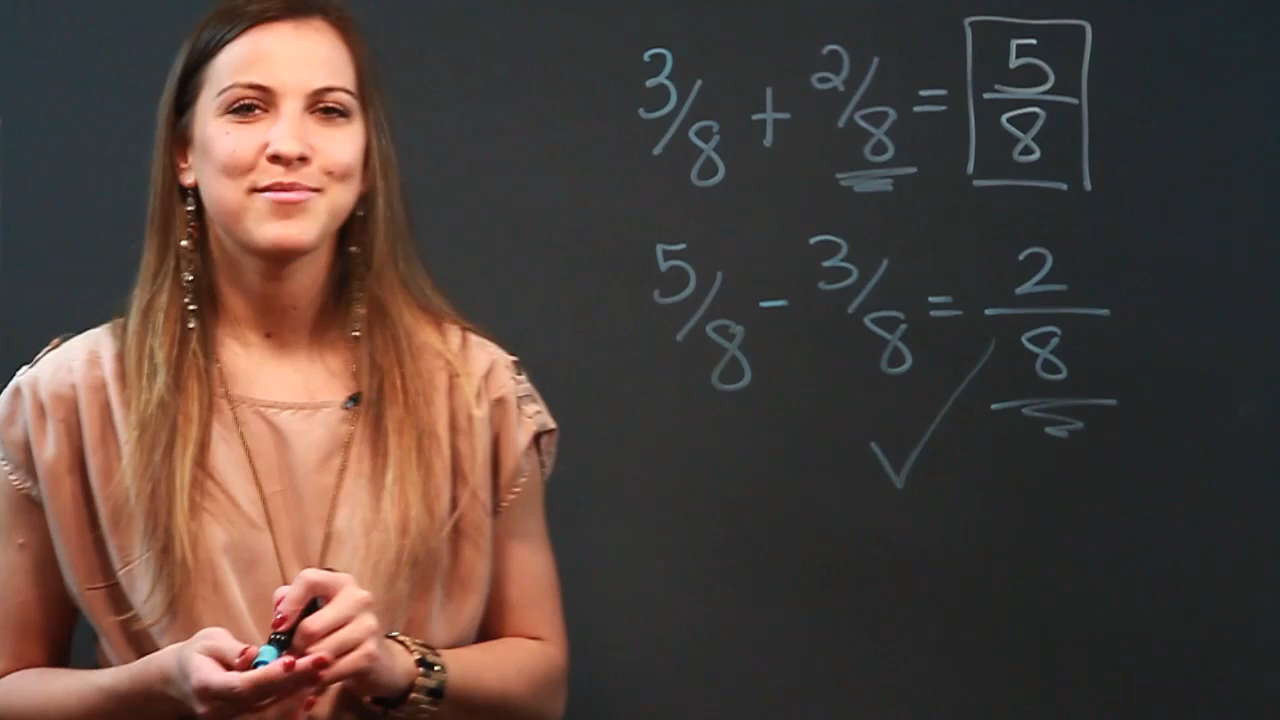 3/8 + 2/8 = 5/8
5/8 - 3/8 = 2/8